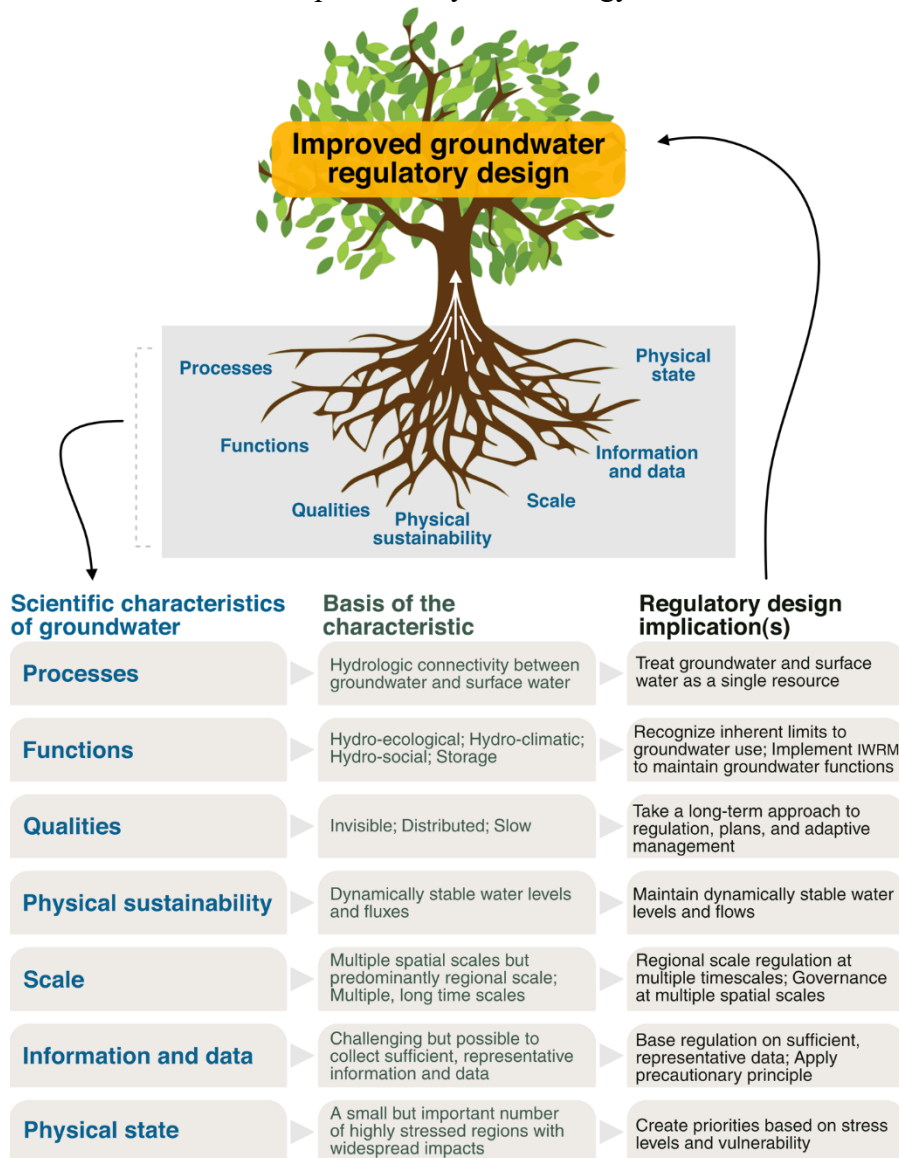 Improved groundwater
regulatory design
Processes
Physical
state
Functions
Information
and data
Qualities
Scale
Physical
sustainability
Scientific characteristics
of groundwater
Basis of the
characteristic
Regulatory design
implication(s)
Processes
Hydrologic connectivity between
groundwater and surface water
Treat groundwater and surface
water as a single resource
Functions
Hydro-ecological; Hydro-climatic;
Hydro-social; Storage
Recognize inherent limits to
groundwater use; Implement IWRM
to maintain groundwater functions
Qualities
Invisible; Distributed; Slow
Take a long-term approach to
regulation, plans, and adaptive
management
Physical sustainability
Dynamically stable water levels
and fluxes
Maintain dynamically stable water
levels and flows
Scale
Multiple spatial scales but
predominantly regional scale;
Multiple, long time scales
Regional scale regulation at
multiple timescales; Governance
at multiple spatial scales
Information and data
Challenging but possible to
collect sufficient, representative
information and data
Base regulation on sufficient,
representative data; Apply
precautionary principle
Physical state
A small but important number
of highly stressed regions with
widespread impacts
Create priorities based on stress
levels and vulnerability